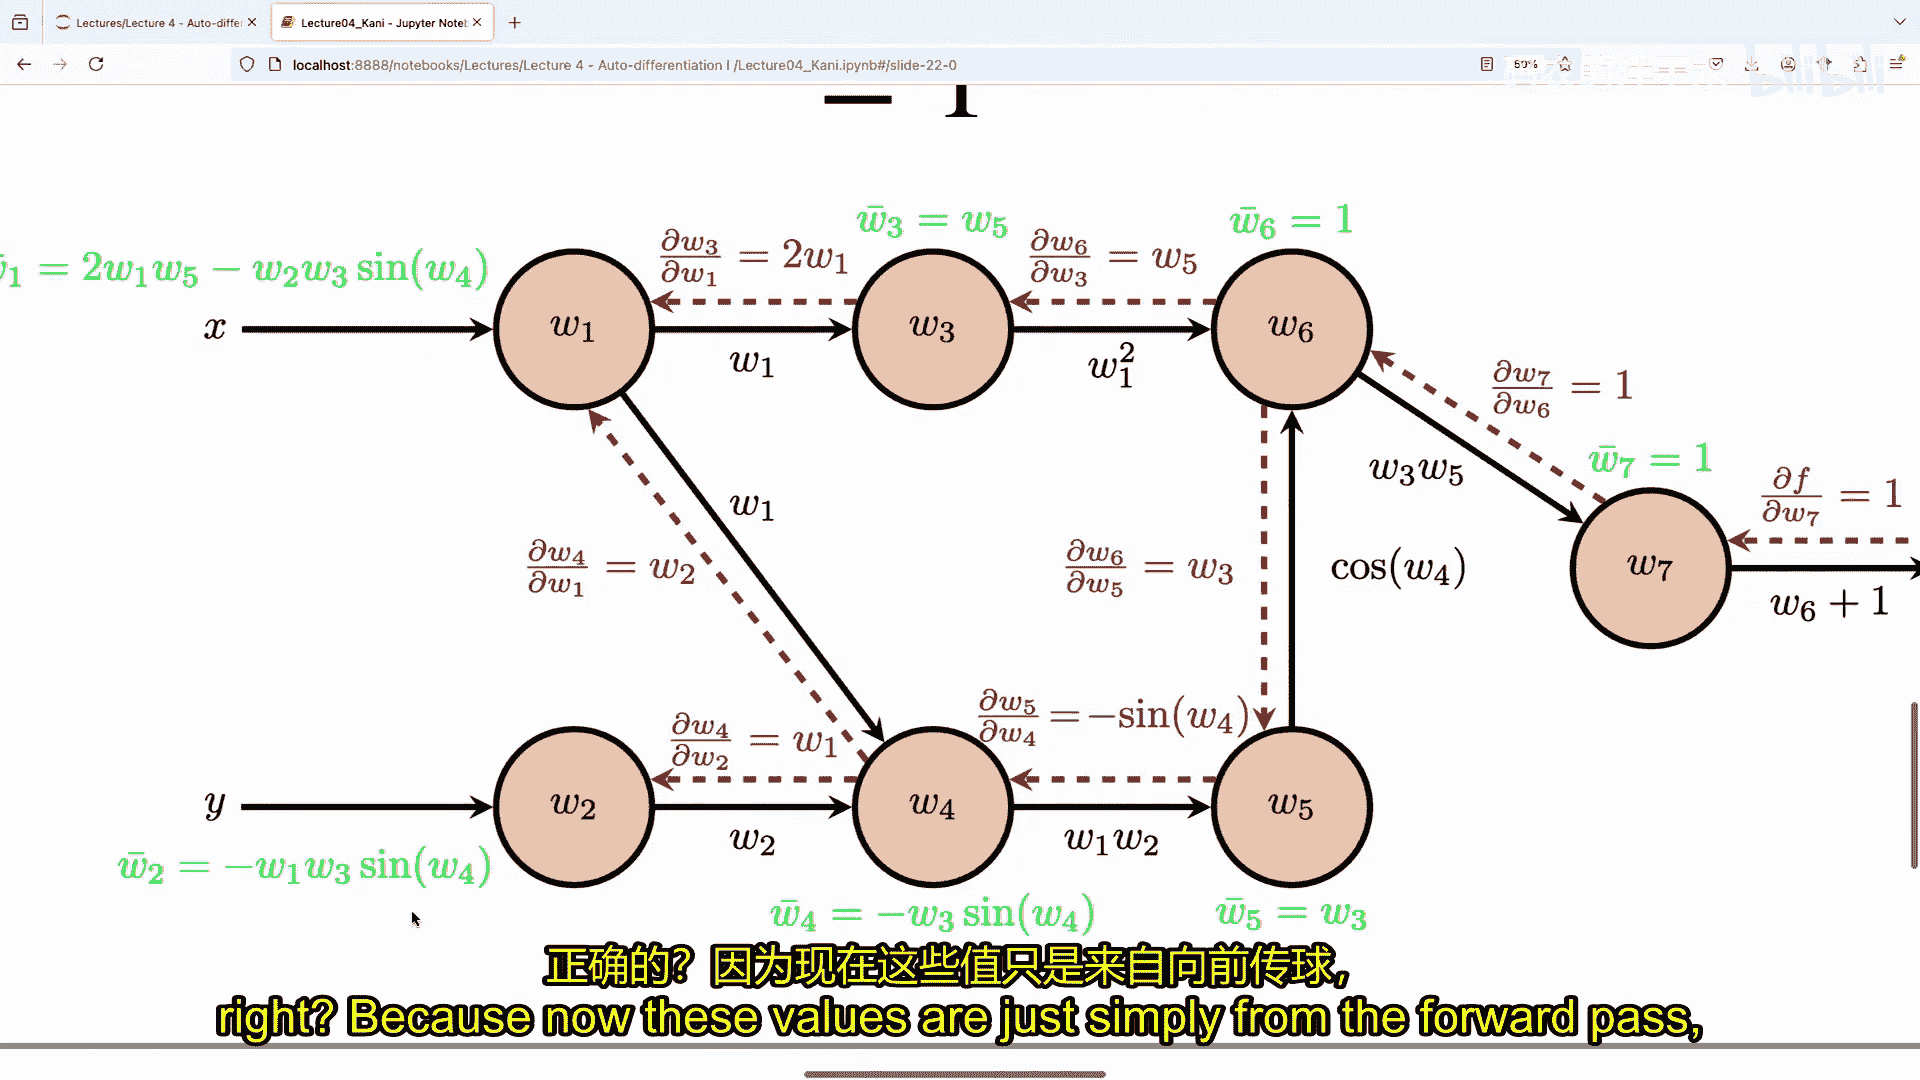 Lectures/Lecture 4 - Auto-differe
Lecture04_Kani - Jupyter Noteb
localhost:8888/notebooks/Lectures/Lecture 4 - Auto-differentiation I /Lecture04_Kani.ipynb#/slide-22-0
= 1
w̄₃ = w₅
w̄₆ = 1
∂w₃/∂w₁ = 2w₁
∂w₆/∂w₃ = w₅
w̄₁ = 2w₁w₅ − w₂w₃ sin(w₄)
x
w₁
w₃
w₆
w₁
w₁²
∂w₇/∂w₆ = 1
w₃w₅
w̄₇ = 1
∂f/∂w₇ = 1
w₁
∂w₄/∂w₁ = w₂
∂w₆/∂w₅ = w₃
cos(w₄)
w₇
w₆ + 1
∂w₅/∂w₄ = −sin(w₄)
∂w₄/∂w₂ = w₁
y
w₂
w₄
w₅
w₂
w₁w₂
w̄₂ = −w₁w₃ sin(w₄)
w̄₄ = −w₃ sin(w₄)
w̄₅ = w₃
正确的？因为现在这些值只是来自向前传球，
right? Because now these values are just simply from the forward pass,